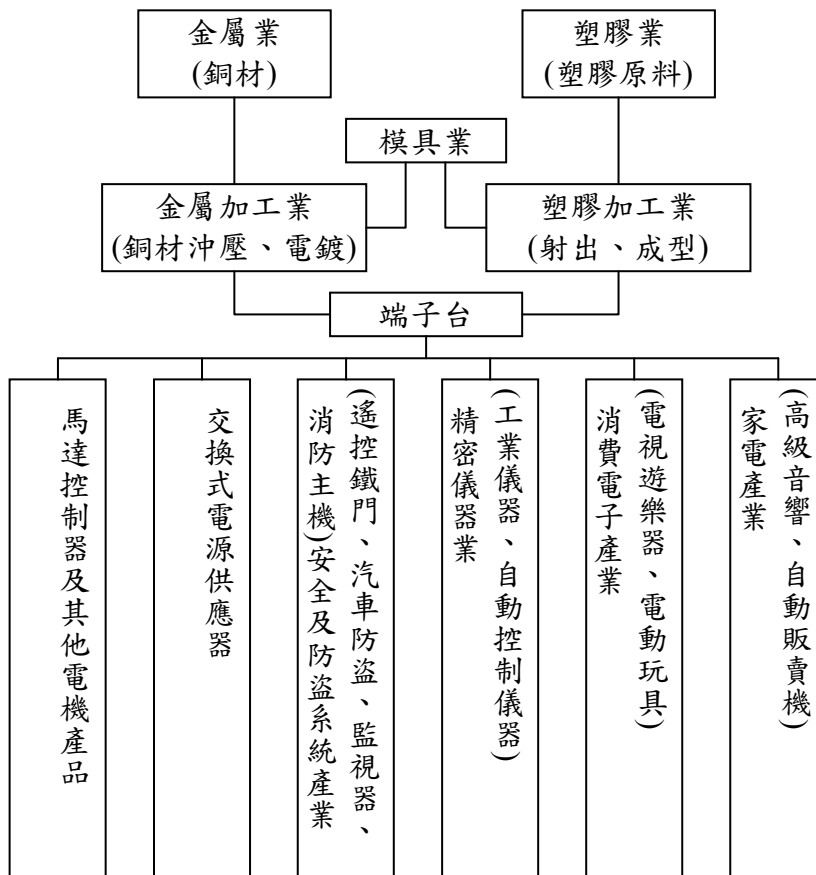 金屬業
(銅材)
塑膠業
(塑膠原料)
模具業
金屬加工業
(銅材沖壓、電鍍)
塑膠加工業
(射出、成型)
端子台
馬達控制器及其他電機產品
交換式電源供應器
(遙控鐵門、汽車防盜、監視器、
消防主機)安全及防盜系統產業
(工業儀器、自動控制儀器)
精密儀器業
(電視遊樂器、電動玩具)
消費電子產業
(高級音響、自動販賣機)
家電產業